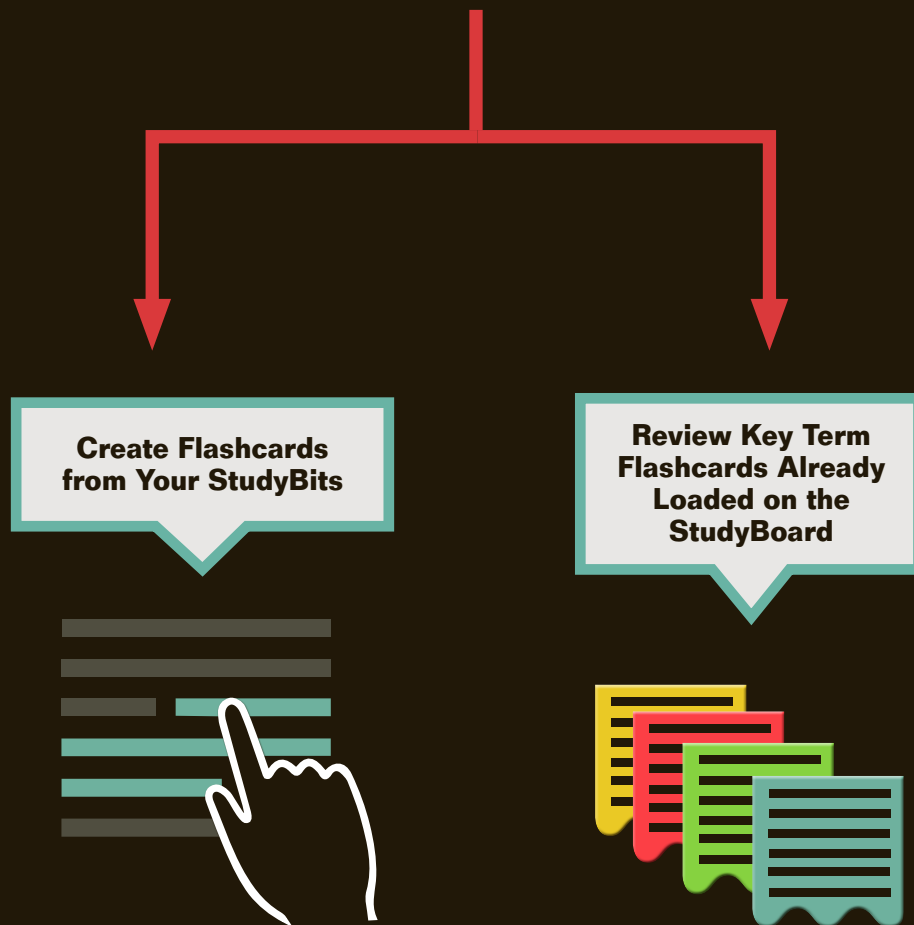 Create Flashcards
from Your StudyBits
Review Key Term
Flashcards Already
Loaded on the
StudyBoard